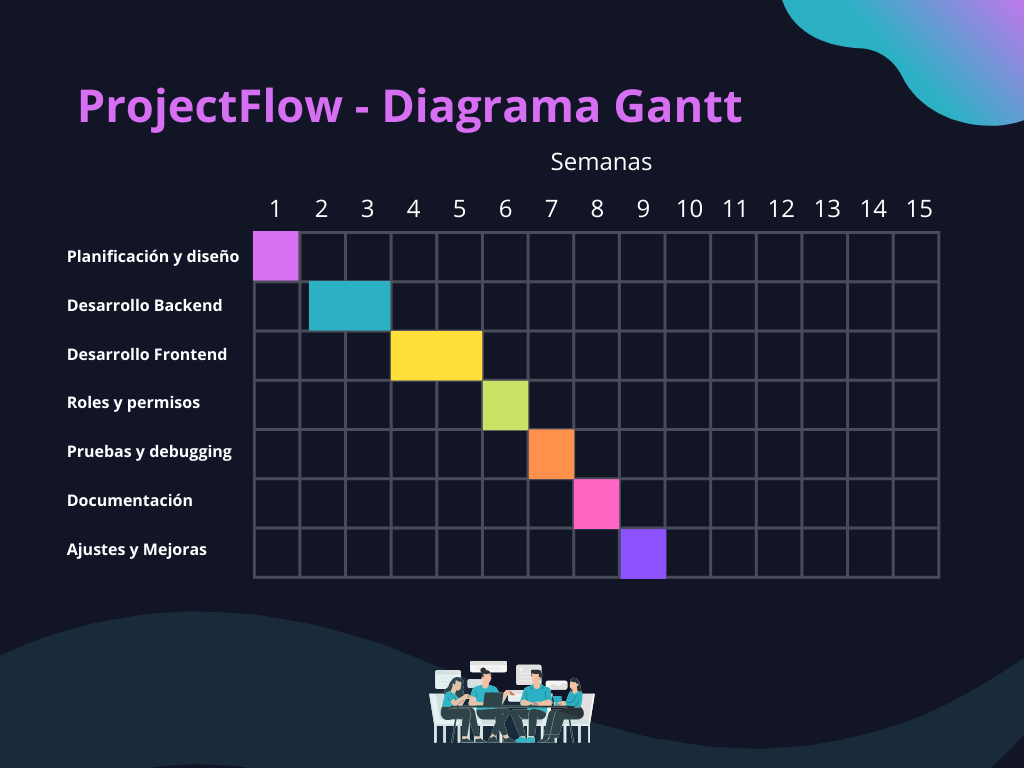 ProjectFlow - Diagrama Gantt
Semanas
1 2 3 4 5 6 7 8 9 10 11 12 13 14 15
Planificación y diseño
Desarrollo Backend
Desarrollo Frontend
Roles y permisos
Pruebas y debugging
Documentación
Ajustes y Mejoras